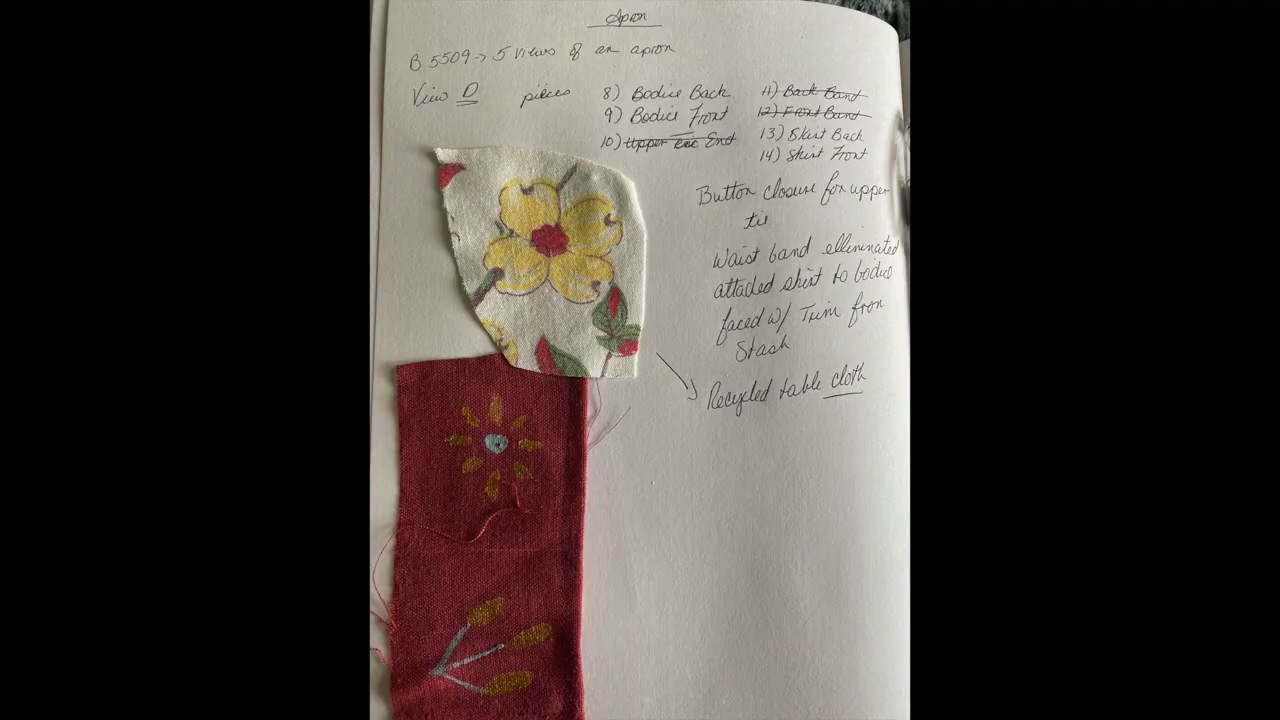 Apron
B5509 → 5 views of an apron
View D pieces
8) Bodice Back
9) Bodice Front
10) Upper Tie End
11) Back Band
12) Front Band
13) Skirt Back
14) Skirt Front
Button closure for upper
tie
Waist band elleminated
attached skirt to bodice
faced w/ Trim from
Stash
Recycled table cloth